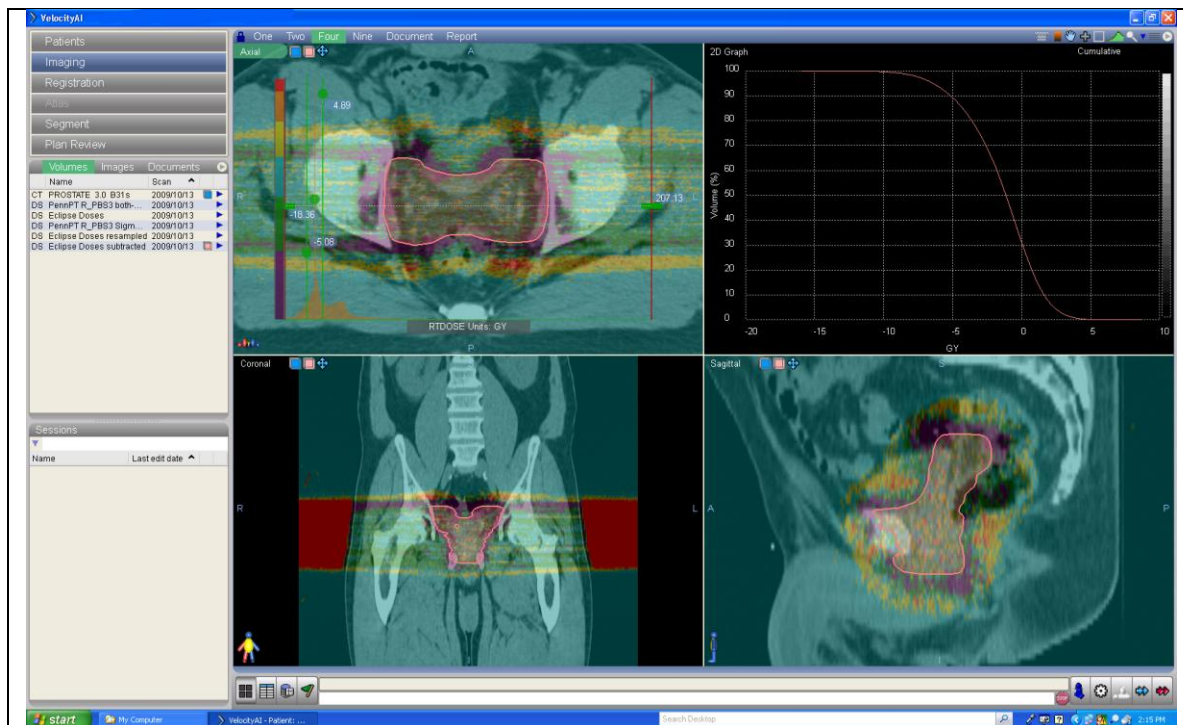 VelocityAI
Patients
Imaging
Registration
Atlas
Segment
Plan Review
Volumes Images Documents
Name Scan
CT PROSTATE 3.0 B31s 2009/10/13
DS PennPT R_PBS3 both-... 2009/10/13
DS Eclipse Doses 2009/10/13
DS PennPT R_PBS3 Sigm... 2009/10/13
DS Eclipse Doses resampled 2009/10/13
DS Eclipse Doses subtracted 2009/10/13
Sessions
Name Last edit date
One Two Four Nine Document Report
Axial
A
4.89
R
-18.36
-5.08
207.13
L
RTDOSE Units: GY
P
2D Graph Cumulative
Volume (%)
100
90
80
70
60
50
40
30
20
10
0
-20 -15 -10 -5 0 5 10
GY
Coronal
R
L
Sagittal
S
A
P
STOP
start My Computer VelocityAI - Patient: ... Search Desktop 2:15 PM